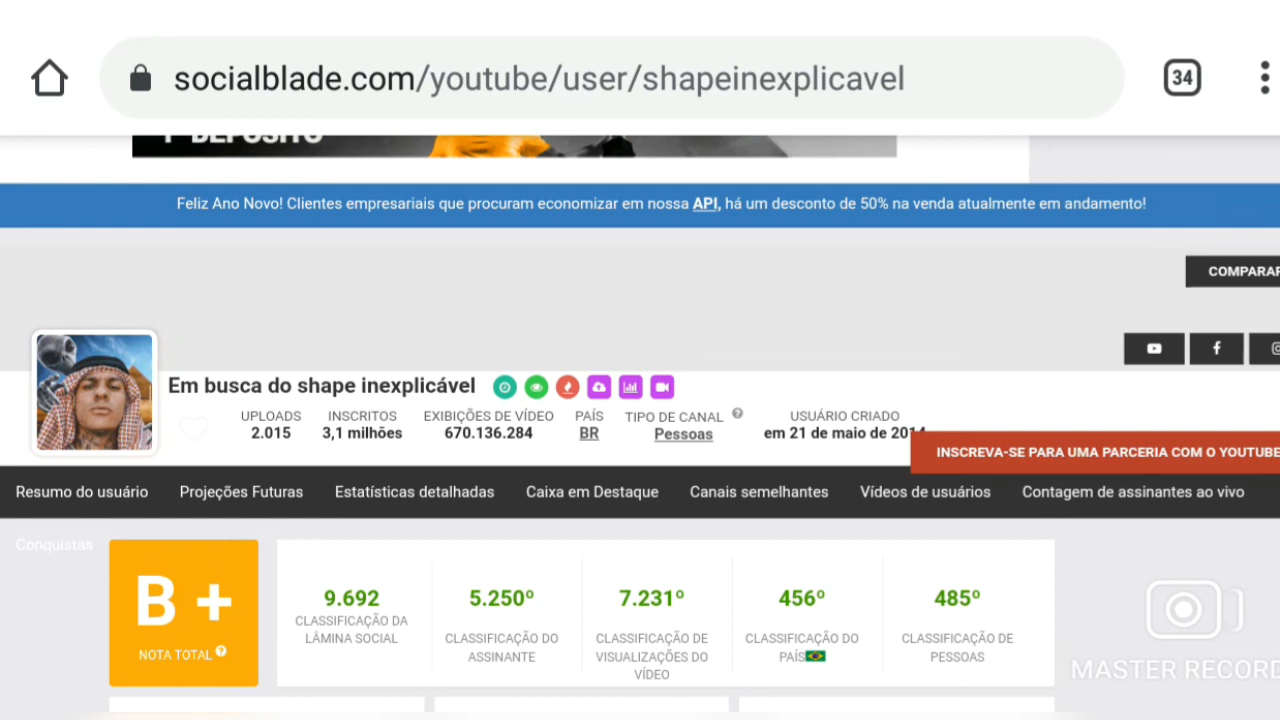 socialblade.com/youtube/user/shapeinexplicavel
34
DEPÓSITO
Feliz Ano Novo! Clientes empresariais que procuram economizar em nossa API, há um desconto de 50% na venda atualmente em andamento!
COMPARAR
Em busca do shape inexplicável
UPLOADS INSCRITOS EXIBIÇÕES DE VÍDEO PAÍS TIPO DE CANAL USUÁRIO CRIADO
2.015 3,1 milhões 670.136.284 BR Pessoas em 21 de maio de 2014
INSCREVA-SE PARA UMA PARCERIA COM O YOUTUBE
Resumo do usuário Projeções Futuras Estatísticas detalhadas Caixa em Destaque Canais semelhantes Vídeos de usuários Contagem de assinantes ao vivo
Conquistas
B +
NOTA TOTAL
9.692
CLASSIFICAÇÃO DA
LÂMINA SOCIAL
5.250º
CLASSIFICAÇÃO DO
ASSINANTE
7.231º
CLASSIFICAÇÃO DE
VISUALIZAÇÕES DO
VÍDEO
456º
CLASSIFICAÇÃO DO
PAÍS
485º
CLASSIFICAÇÃO DE
PESSOAS
MASTER RECORD